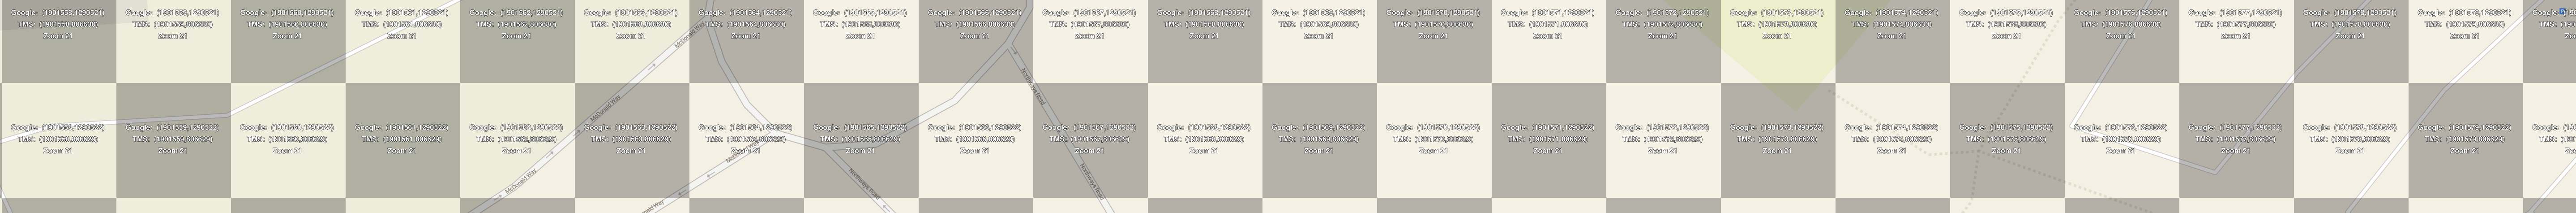 Google: (1901558,1290521) Google: (1901559,1290521) Google: (1901560,1290521) Google: (1901561,1290521) Google: (1901562,1290521) Google: (1901563,1290521) Google: (1901564,1290521) Google: (1901565,1290521) Google: (1901566,1290521) Google: (1901567,1290521) Google: (1901568,1290521) Google: (1901569,1290521) Google: (1901570,1290521) Google: (1901571,1290521) Google: (1901572,1290521) Google: (1901573,1290521) Google: (1901574,1290521) Google: (1901575,1290521) Google: (1901576,1290521) Google: (1901577,1290521) Google: (1901578,1290521) Google: (1901579,1290521)
TMS: (1901558,806630) TMS: (1901559,806630) TMS: (1901560,806630) TMS: (1901561,806630) TMS: (1901562,806630) TMS: (1901563,806630) TMS: (1901564,806630) TMS: (1901565,806630) TMS: (1901566,806630) TMS: (1901567,806630) TMS: (1901568,806630) TMS: (1901569,806630) TMS: (1901570,806630) TMS: (1901571,806630) TMS: (1901572,806630) TMS: (1901573,806630) TMS: (1901574,806630) TMS: (1901575,806630) TMS: (1901576,806630) TMS: (1901577,806630) TMS: (1901578,806630) TMS: (1901579,806630) TMS:
Zoom 21 Zoom 21 Zoom 21 Zoom 21 Zoom 21 Zoom 21 Zoom 21 Zoom 21 Zoom 21 Zoom 21 Zoom 21 Zoom 21 Zoom 21 Zoom 21 Zoom 21 Zoom 21 Zoom 21 Zoom 21 Zoom 21 Zoom 21 Zoom 21 Zoom 21
McDonald Way
McDonald Way
Northways Road
Google: (1901558,1290522) Google: (1901559,1290522) Google: (1901560,1290522) Google: (1901561,1290522) Google: (1901562,1290522) Google: (1901563,1290522) Google: (1901564,1290522) Google: (1901565,1290522) Google: (1901566,1290522) Google: (1901567,1290522) Google: (1901568,1290522) Google: (1901569,1290522) Google: (1901570,1290522) Google: (1901571,1290522) Google: (1901572,1290522) Google: (1901573,1290522) Google: (1901574,1290522) Google: (1901575,1290522) Google: (1901576,1290522) Google: (1901577,1290522) Google: (1901578,1290522) Google: (1901579,1290522)
TMS: (1901558,806629) TMS: (1901559,806629) TMS: (1901560,806629) TMS: (1901561,806629) TMS: (1901562,806629) TMS: (1901563,806629) TMS: (1901564,806629) TMS: (1901565,806629) TMS: (1901566,806629) TMS: (1901567,806629) TMS: (1901568,806629) TMS: (1901569,806629) TMS: (1901570,806629) TMS: (1901571,806629) TMS: (1901572,806629) TMS: (1901573,806629) TMS: (1901574,806629) TMS: (1901575,806629) TMS: (1901576,806629) TMS: (1901577,806629) TMS: (1901578,806629) TMS: (1901579,806629) TMS:
Zoom 21 Zoom 21 Zoom 21 Zoom 21 Zoom 21 Zoom 21 Zoom 21 Zoom 21 Zoom 21 Zoom 21 Zoom 21 Zoom 21 Zoom 21 Zoom 21 Zoom 21 Zoom 21 Zoom 21 Zoom 21 Zoom 21 Zoom 21 Zoom 21 Zoom 21
McDonald Way
McDonald Way
Northways Road
Northways Road